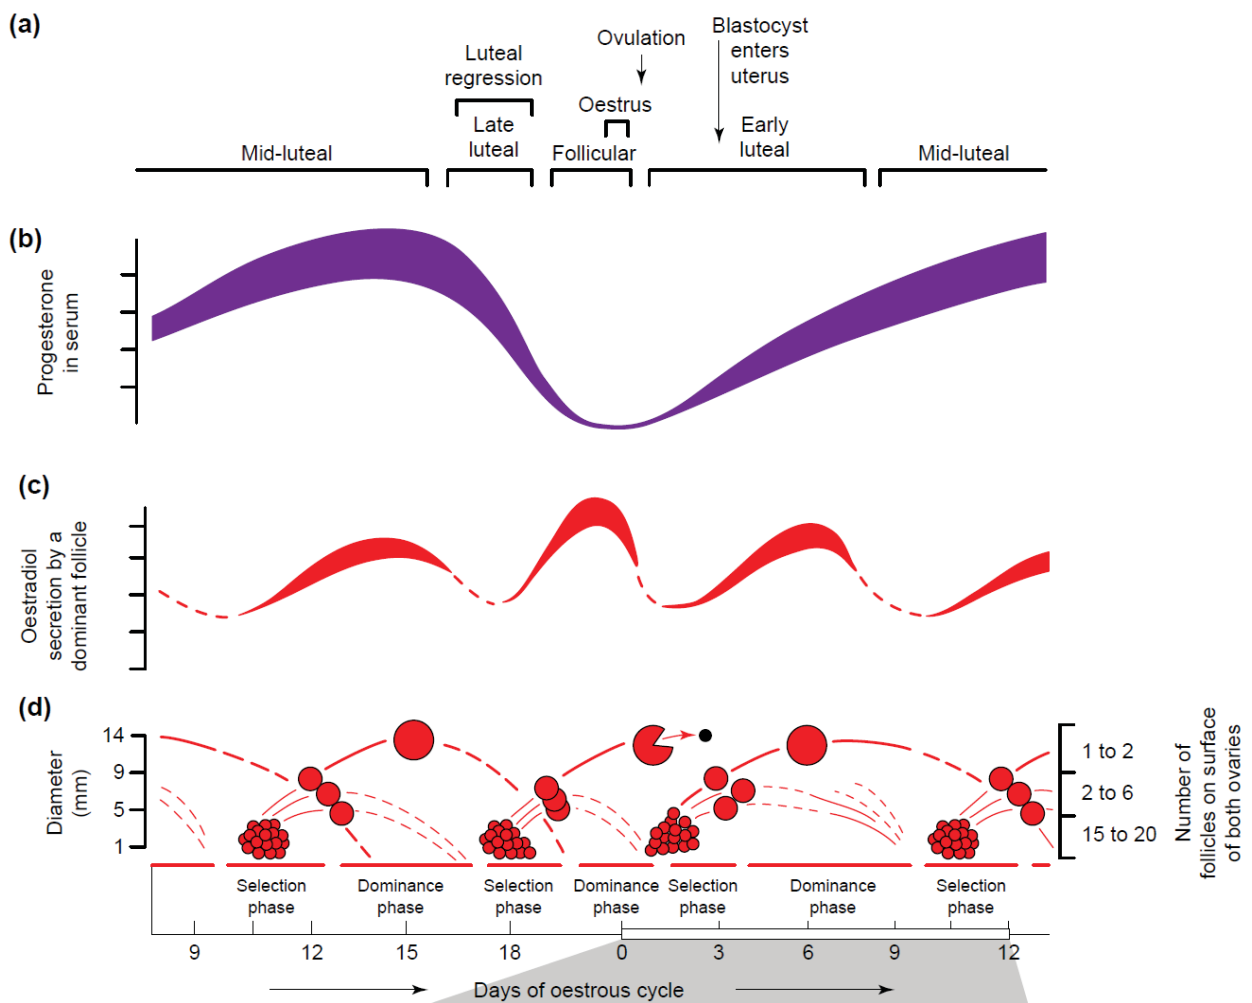 (a)
Ovulation
Blastocyst
enters
uterus
Luteal
regression
Oestrus
Mid-luteal
Late
luteal
Follicular
Early
luteal
Mid-luteal
(b)
Progesterone
in serum
(c)
Oestradiol
secretion by a
dominant follicle
(d)
Diameter
(mm)
14
9
5
1
1 to 2
2 to 6
15 to 20
Number of
follicles on surface
of both ovaries
Selection
phase
Dominance
phase
Selection
phase
Dominance
phase
Selection
phase
Dominance
phase
Selection
phase
9 12 15 18 0 3 6 9 12
Days of oestrous cycle